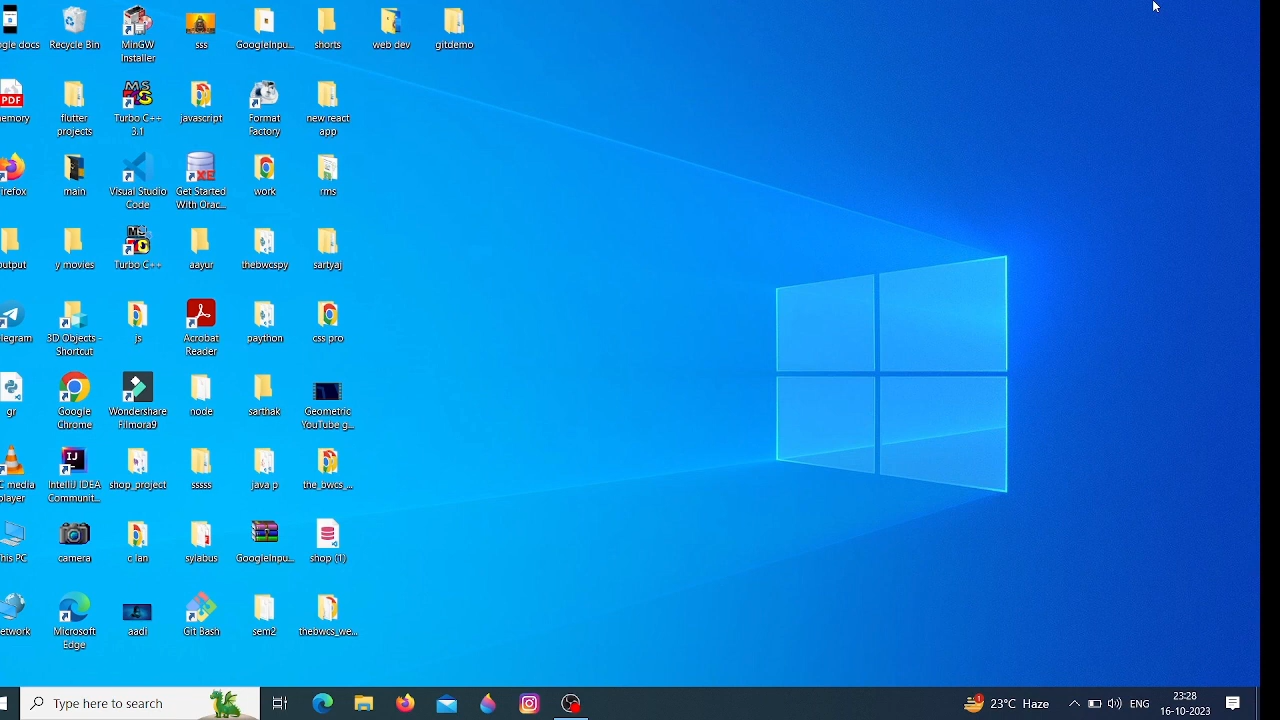 gle docs
Recycle Bin
MinGW
Installer
sss
GoogleInpu...
shorts
web dev
gitdemo
PDF
emory
flutter
projects
Turbo C++
3.1
javascript
Format
Factory
new react
app
irefox
main
Visual Studio
Code
Get Started
With Orac...
work
rms
output
y movies
Turbo C++
aayur
thebwcspy
sartyaj
legram
3D Objects -
Shortcut
js
Acrobat
Reader
paython
css pro
gr
Google
Chrome
Wondershare
Filmora9
node
sarthak
Geometric
YouTube g...
C media
player
IntelliJ IDEA
Communit...
shop_project
sssss
java p
the_bwcs_...
This PC
camera
c lan
sylabus
GoogleInpu...
shop (1)
etwork
Microsoft
Edge
aadi
Git Bash
sem2
thebwcs_we...
Type here to search
23°C Haze
ENG
23:28
16-10-2023